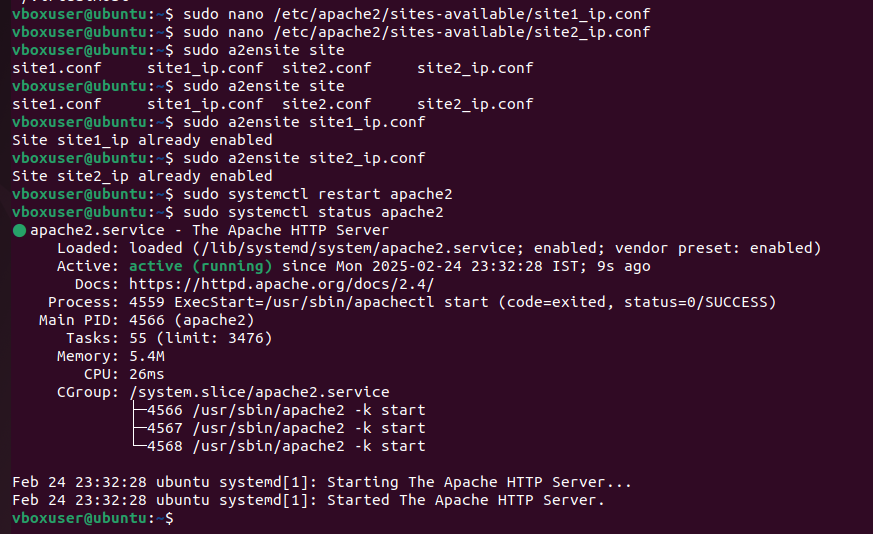 vboxuser@ubuntu:~$ sudo nano /etc/apache2/sites-available/site1_ip.conf
vboxuser@ubuntu:~$ sudo nano /etc/apache2/sites-available/site2_ip.conf
vboxuser@ubuntu:~$ sudo a2ensite site
site1.conf     site1_ip.conf  site2.conf     site2_ip.conf
vboxuser@ubuntu:~$ sudo a2ensite site
site1.conf     site1_ip.conf  site2.conf     site2_ip.conf
vboxuser@ubuntu:~$ sudo a2ensite site1_ip.conf
Site site1_ip already enabled
vboxuser@ubuntu:~$ sudo a2ensite site2_ip.conf
Site site2_ip already enabled
vboxuser@ubuntu:~$ sudo systemctl restart apache2
vboxuser@ubuntu:~$ sudo systemctl status apache2
● apache2.service - The Apache HTTP Server
     Loaded: loaded (/lib/systemd/system/apache2.service; enabled; vendor preset: enabled)
     Active: active (running) since Mon 2025-02-24 23:32:28 IST; 9s ago
       Docs: https://httpd.apache.org/docs/2.4/
    Process: 4559 ExecStart=/usr/sbin/apachectl start (code=exited, status=0/SUCCESS)
   Main PID: 4566 (apache2)
      Tasks: 55 (limit: 3476)
     Memory: 5.4M
        CPU: 26ms
     CGroup: /system.slice/apache2.service
             ├─4566 /usr/sbin/apache2 -k start
             ├─4567 /usr/sbin/apache2 -k start
             └─4568 /usr/sbin/apache2 -k start
Feb 24 23:32:28 ubuntu systemd[1]: Starting The Apache HTTP Server...
Feb 24 23:32:28 ubuntu systemd[1]: Started The Apache HTTP Server.
vboxuser@ubuntu:~$